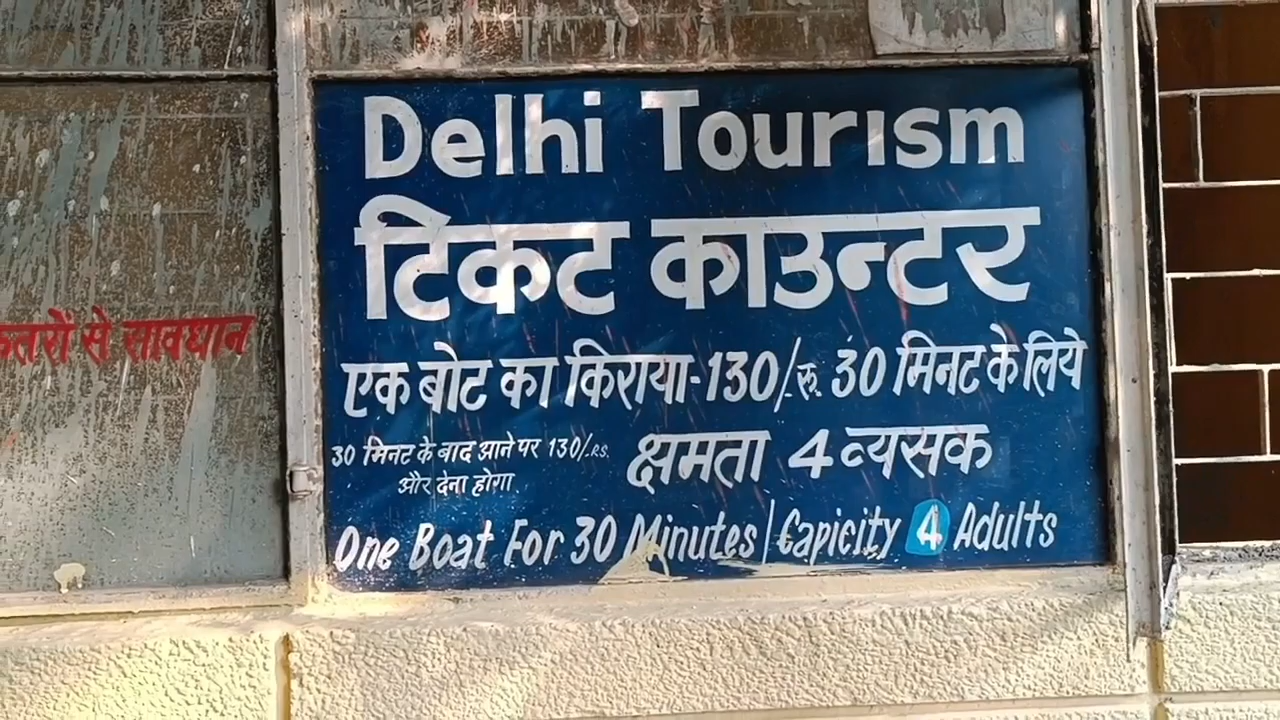 Delhi Tourism
टिकट काउन्टर
एक बोट का किराया-130/-रू 30 मिनट के लिये
30 मिनट के बाद आने पर 130/-RS.
और देना होगा
क्षमता 4 व्यसक
One Boat For 30 Minutes | Capicity 4 Adults
से सावधान